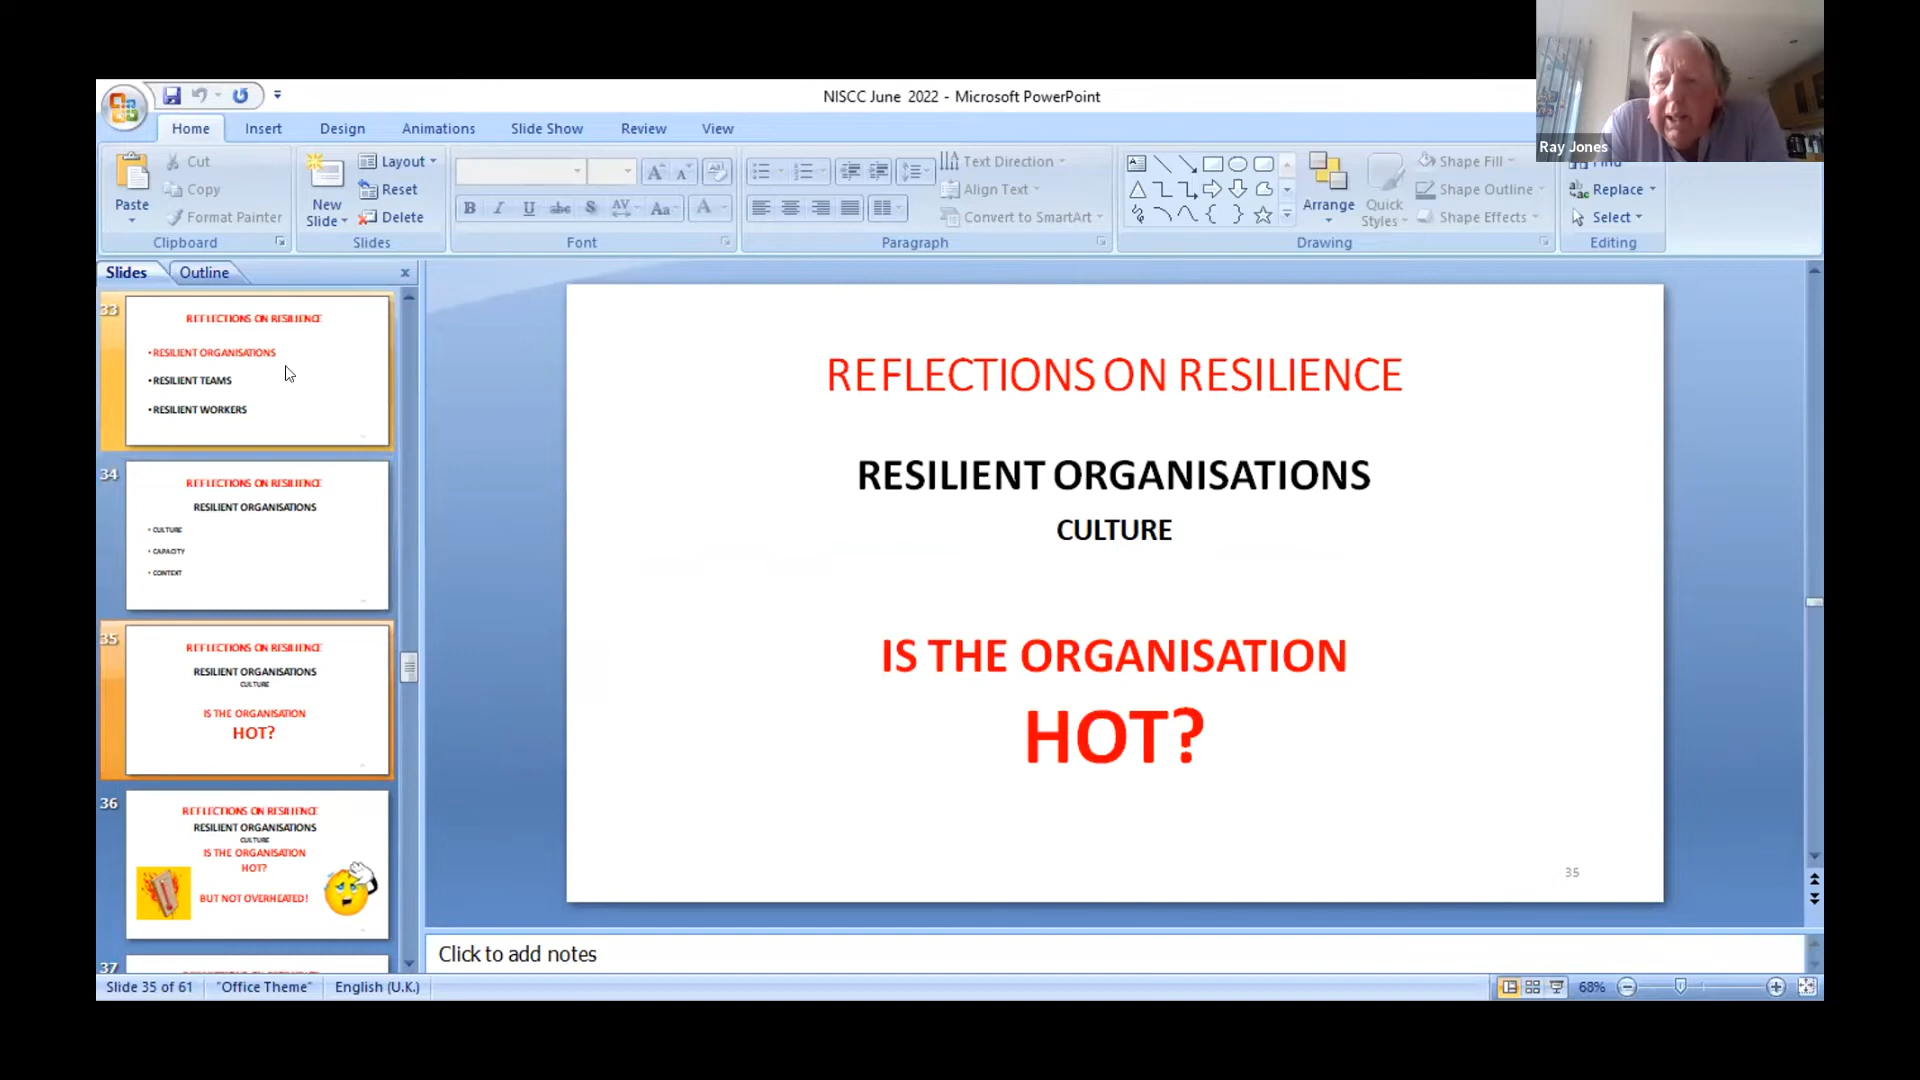 NISCC June 2022 - Microsoft PowerPoint
Ray Jones
Home Insert Design Animations Slide Show Review View
Paste
Cut
Copy
Format Painter
Clipboard
New
Slide
Layout
Reset
Delete
Slides
B I U abc S AV Aa A
Font
Text Direction
Align Text
Convert to SmartArt
Paragraph
Arrange
Quick
Styles
Shape Fill
Shape Outline
Shape Effects
Drawing
Find
Replace
Select
Editing
Slides Outline
33
REFLECTIONS ON RESILIENCE
• RESILIENT ORGANISATIONS
• RESILIENT TEAMS
• RESILIENT WORKERS
34
REFLECTIONS ON RESILIENCE
RESILIENT ORGANISATIONS
• CULTURE
• CAPACITY
• CONTEXT
35
REFLECTIONS ON RESILIENCE
RESILIENT ORGANISATIONS
CULTURE
IS THE ORGANISATION
HOT?
36
REFLECTIONS ON RESILIENCE
RESILIENT ORGANISATIONS
CULTURE
IS THE ORGANISATION
HOT?
BUT NOT OVERHEATED!
37
REFLECTIONS ON RESILIENCE
RESILIENT ORGANISATIONS
CULTURE
IS THE ORGANISATION
HOT?
35
Click to add notes
Slide 35 of 61 "Office Theme" English (U.K.)
68%